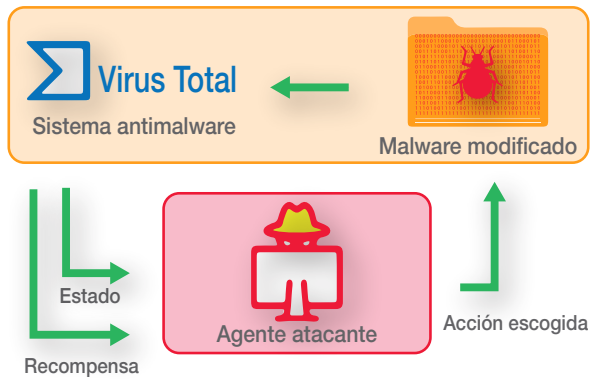 Virus Total
Sistema antimalware
Malware modificado
Estado
Agente atacante
Acción escogida
Recompensa